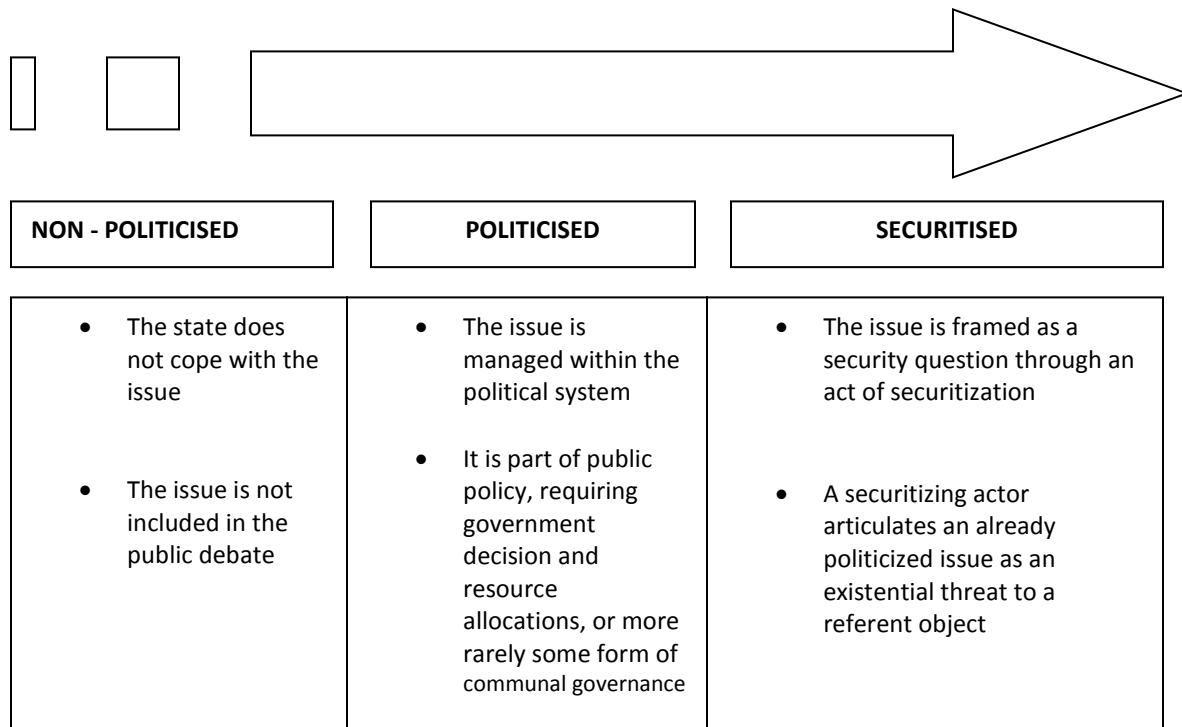 NON - POLITICISED
POLITICISED
SECURITISED
• The state does
not cope with the
issue
• The issue is not
included in the
public debate
• The issue is
managed within the
political system
• It is part of public
policy, requiring
government
decision and
resource
allocations, or more
rarely some form of
communal governance
• The issue is framed as a
security question through an
act of securitization
• A securitizing actor
articulates an already
politicized issue as an
existential threat to a
referent object